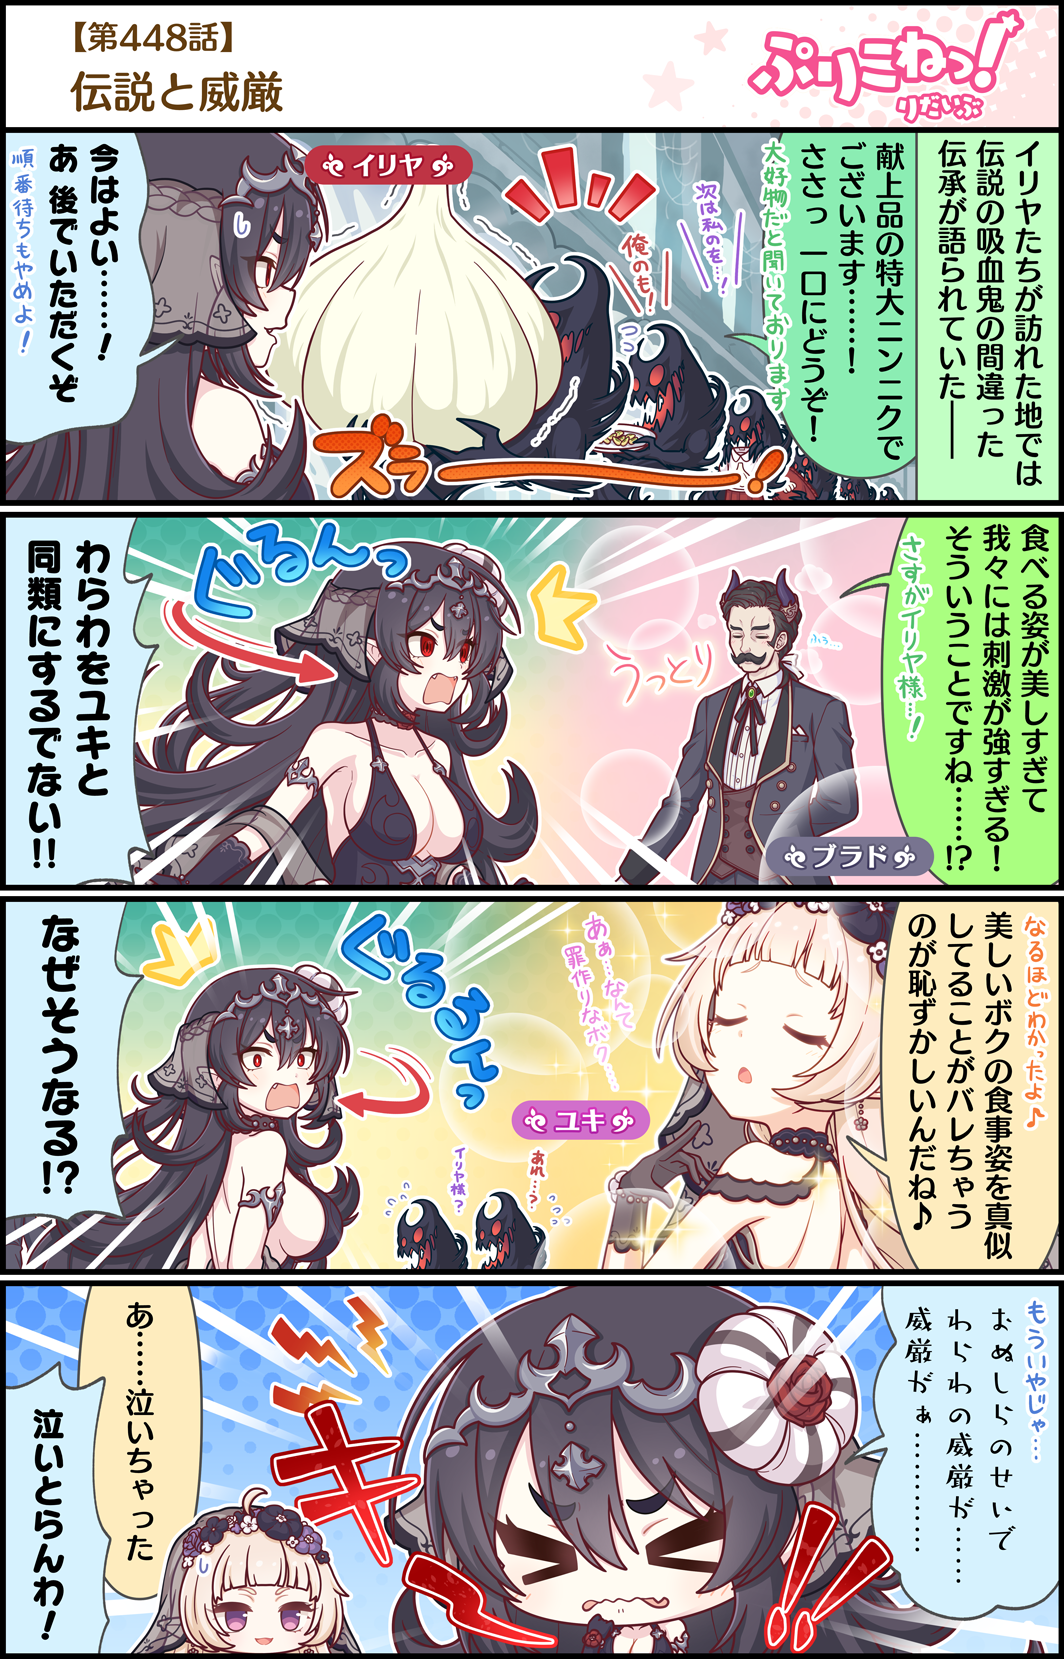 【第448話】
伝説と威厳
ぷりこねっ!
りだいぶ
イリヤたちが訪れた地では
伝説の吸血鬼の間違った
伝承が語られていた――
献上品の特大ニンニクで
ございます……！
ささっ 一口にどうぞ！
大好物だと聞いております
次は私のを…！
俺のも！
イリヤ
ズラーー！
今はよい……！
あ 後でいただくぞ
順番待ちもやめよ！
食べる姿が美しすぎて
我々には刺激が強すぎる！
そういうことですね……!?
さすがイリヤ様…！
ふぅ…
うっとり
ブラド
ぐるんっ
わらわをユキと
同類にするでない!!
なるほどわかったよ♪
美しいボクの食事姿を真似
してることがバレちゃう
のが恥ずかしいんだね♪
あぁ…なんて
罪作りなボク……
ユキ
ぐるるんっ
あれ…？
イリヤ様？
なぜそうなる!?
もういやじゃ…
おぬしらのせいで
わらわの威厳が……
威厳がぁ…………
キーッ!!
あ……泣いちゃった
泣いとらんわ！